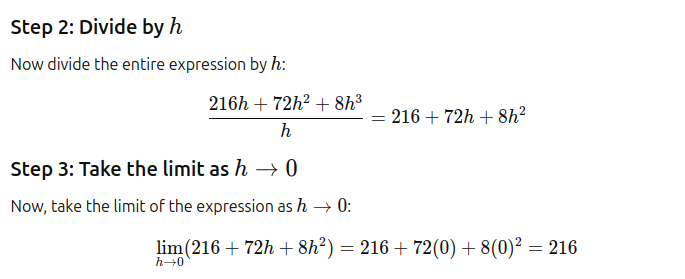 Step 2: Divide by h
Now divide the entire expression by h:
(216h + 72h² + 8h³)/h = 216 + 72h + 8h²
Step 3: Take the limit as h → 0
Now, take the limit of the expression as h → 0:
lim_{h→0}(216 + 72h + 8h²) = 216 + 72(0) + 8(0)² = 216